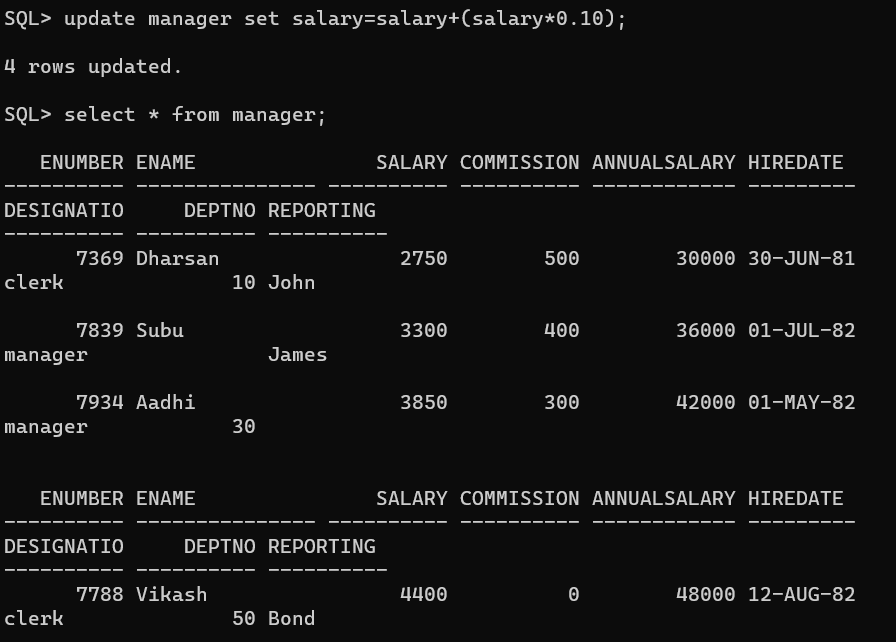 SQL> update manager set salary=salary+(salary*0.10);
4 rows updated.
SQL> select * from manager;
   ENUMBER ENAME               SALARY COMMISSION ANNUALSALARY HIREDATE
---------- --------------- ---------- ---------- ------------ ---------
DESIGNATIO     DEPTNO REPORTING
---------- ---------- ----------
      7369 Dharsan               2750        500        30000 30-JUN-81
clerk              10 John
      7839 Subu                  3300        400        36000 01-JUL-82
manager               James
      7934 Aadhi                 3850        300        42000 01-MAY-82
manager            30
   ENUMBER ENAME               SALARY COMMISSION ANNUALSALARY HIREDATE
---------- --------------- ---------- ---------- ------------ ---------
DESIGNATIO     DEPTNO REPORTING
---------- ---------- ----------
      7788 Vikash                4400          0        48000 12-AUG-82
clerk              50 Bond